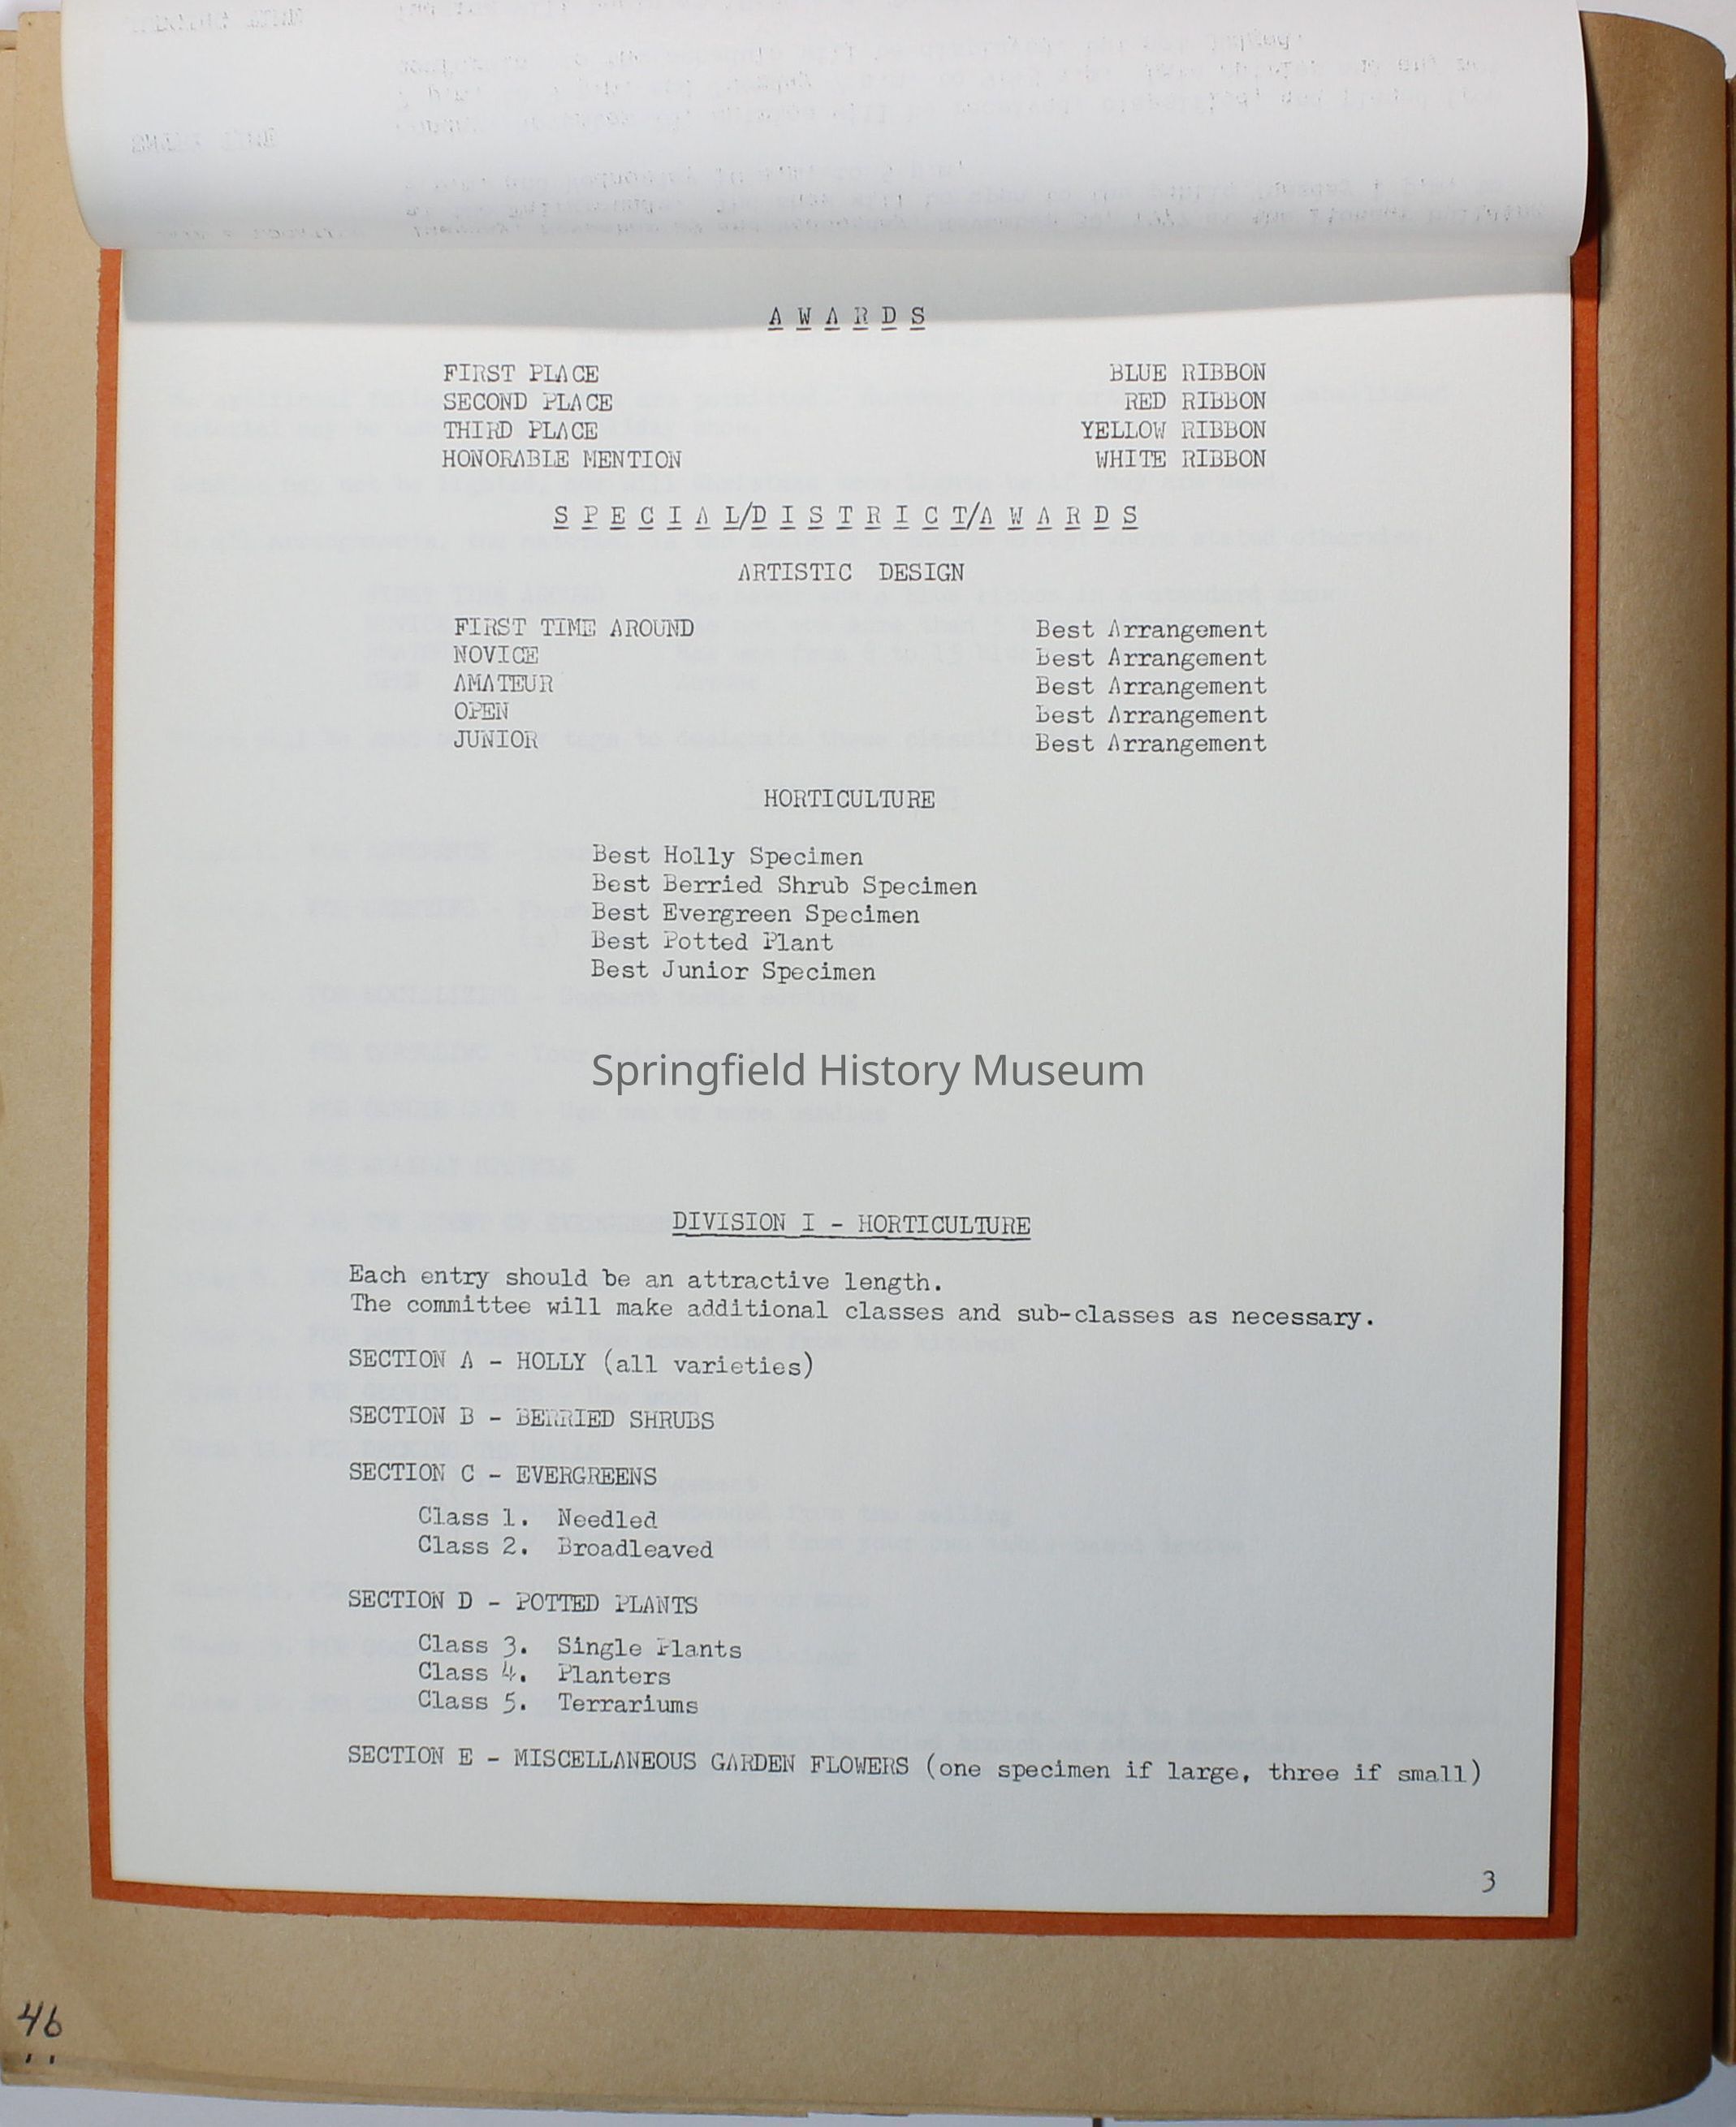 A W A R D S
FIRST PLACE BLUE RIBBON
SECOND PLACE RED RIBBON
THIRD PLACE YELLOW RIBBON
HONORABLE MENTION WHITE RIBBON
S P E C I A L/D I S T R I C T/A W A R D S
ARTISTIC DESIGN
FIRST TIME AROUND Best Arrangement
NOVICE Best Arrangement
AMATEUR Best Arrangement
OPEN Best Arrangement
JUNIOR Best Arrangement
HORTICULTURE
Best Holly Specimen
Best Berried Shrub Specimen
Best Evergreen Specimen
Best Potted Plant
Best Junior Specimen
Springfield History Museum
DIVISION I - HORTICULTURE
Each entry should be an attractive length.
The committee will make additional classes and sub-classes as necessary.
SECTION A - HOLLY (all varieties)
SECTION B - BERRIED SHRUBS
SECTION C - EVERGREENS
Class 1. Needled
Class 2. Broadleaved
SECTION D - POTTED PLANTS
Class 3. Single Plants
Class 4. Planters
Class 5. Terrariums
SECTION E - MISCELLANEOUS GARDEN FLOWERS (one specimen if large, three if small)
3
46